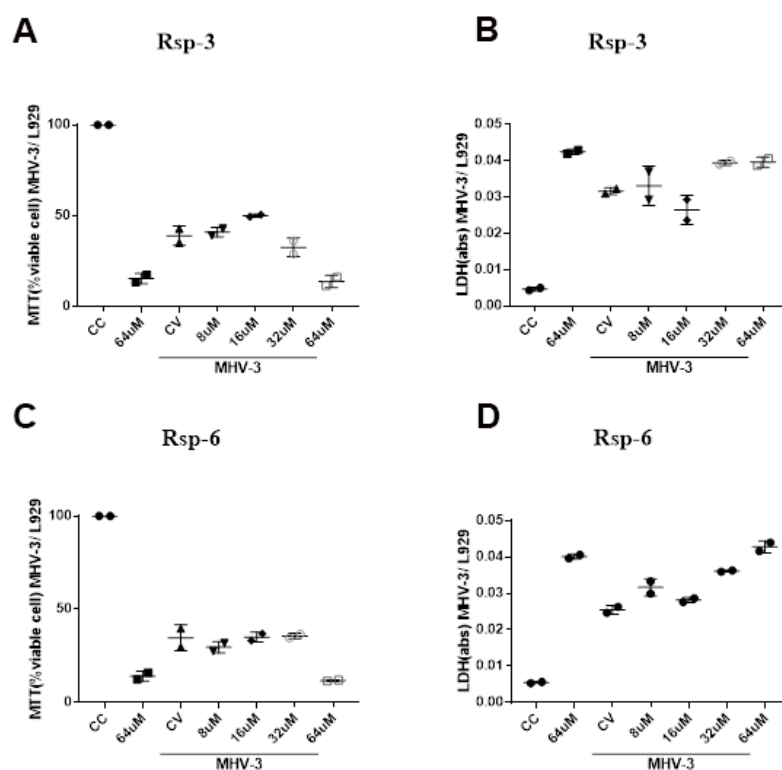 A
Rsp-3
MTT(%viable cell) MHV-3/ L929
100
50
0
CC
64uM
CV
8uM
16uM
32uM
64uM
MHV-3
B
Rsp-3
LDH(abs) MHV-3/ L929
0.05
0.04
0.03
0.02
0.01
0.00
CC
64uM
CV
8uM
16uM
32uM
64uM
MHV-3
C
Rsp-6
MTT(%viable cell) MHV-3/ L929
100
50
0
CC
64uM
CV
8uM
16uM
32uM
64uM
MHV-3
D
Rsp-6
LDH(abs) MHV-3/ L929
0.05
0.04
0.03
0.02
0.01
0.00
CC
64uM
CV
8uM
16uM
32uM
64uM
MHV-3